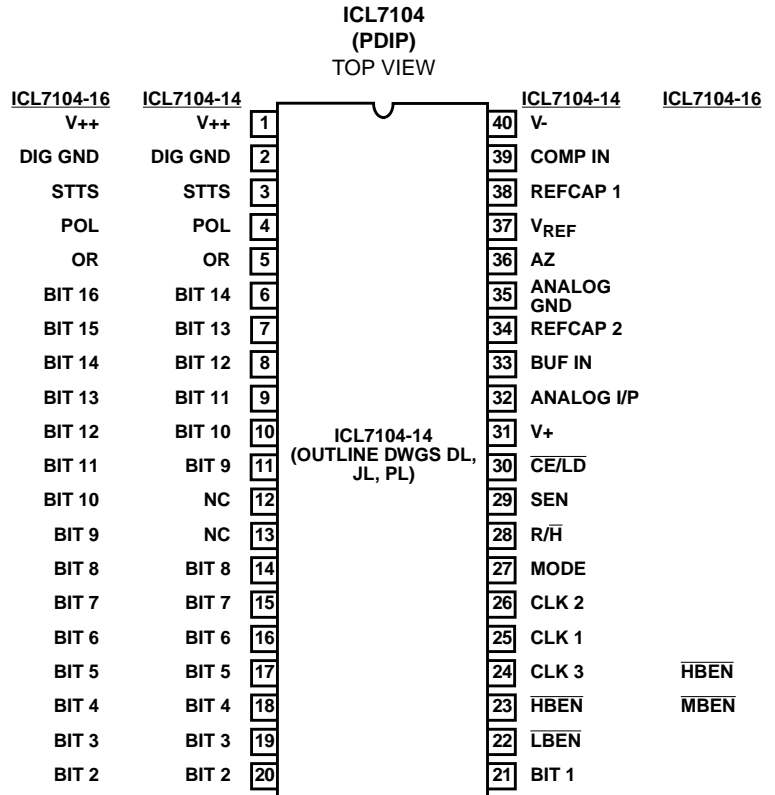 ICL7104
(PDIP)
TOP VIEW
ICL7104-16 ICL7104-14 ICL7104-14 ICL7104-16
V++ V++ 1 40 V-
DIG GND DIG GND 2 39 COMP IN
STTS STTS 3 38 REFCAP 1
POL POL 4 37 VREF
OR OR 5 36 AZ
BIT 16 BIT 14 6 35 ANALOG
GND
BIT 15 BIT 13 7 34 REFCAP 2
BIT 14 BIT 12 8 33 BUF IN
BIT 13 BIT 11 9 32 ANALOG I/P
BIT 12 BIT 10 10 ICL7104-14 31 V+
BIT 11 BIT 9 11 (OUTLINE DWGS DL, 30 C̅E̅/̅L̅D̅
JL, PL)
BIT 10 NC 12 29 SEN
BIT 9 NC 13 28 R/H̅
BIT 8 BIT 8 14 27 MODE
BIT 7 BIT 7 15 26 CLK 2
BIT 6 BIT 6 16 25 CLK 1
BIT 5 BIT 5 17 24 CLK 3 H̅B̅E̅N̅
BIT 4 BIT 4 18 23 H̅B̅E̅N̅ M̅B̅E̅N̅
BIT 3 BIT 3 19 22 L̅B̅E̅N̅
BIT 2 BIT 2 20 21 BIT 1